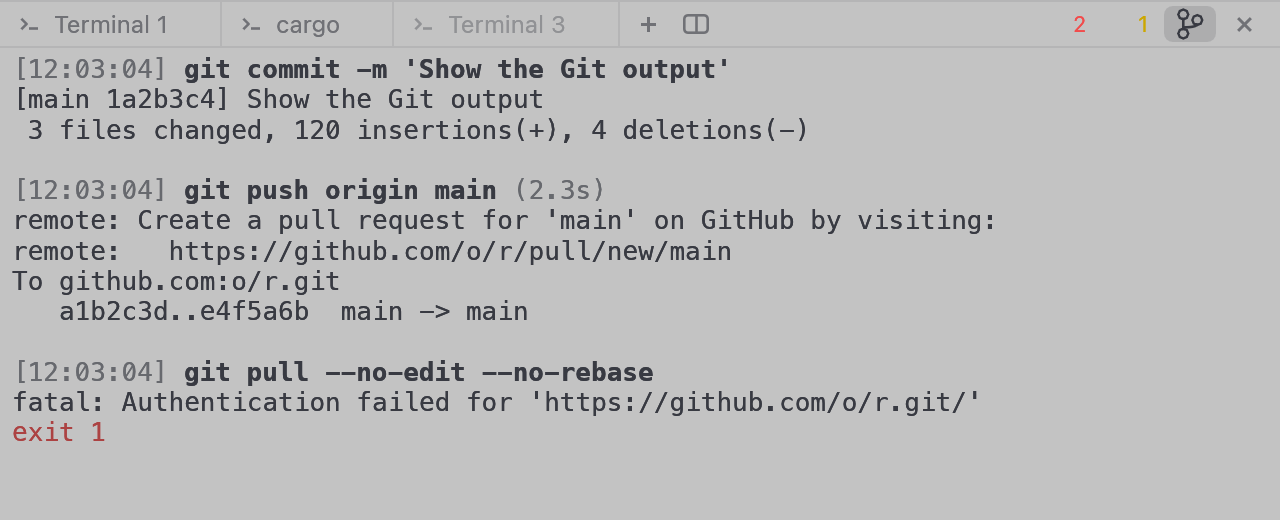 Terminal 1 cargo Terminal 3 2 1
[12:03:04] git commit -m 'Show the Git output'
[main 1a2b3c4] Show the Git output
 3 files changed, 120 insertions(+), 4 deletions(-)

[12:03:04] git push origin main (2.3s)
remote: Create a pull request for 'main' on GitHub by visiting:
remote:   https://github.com/o/r/pull/new/main
To github.com:o/r.git
   a1b2c3d..e4f5a6b  main -> main

[12:03:04] git pull --no-edit --no-rebase
fatal: Authentication failed for 'https://github.com/o/r.git/'
exit 1